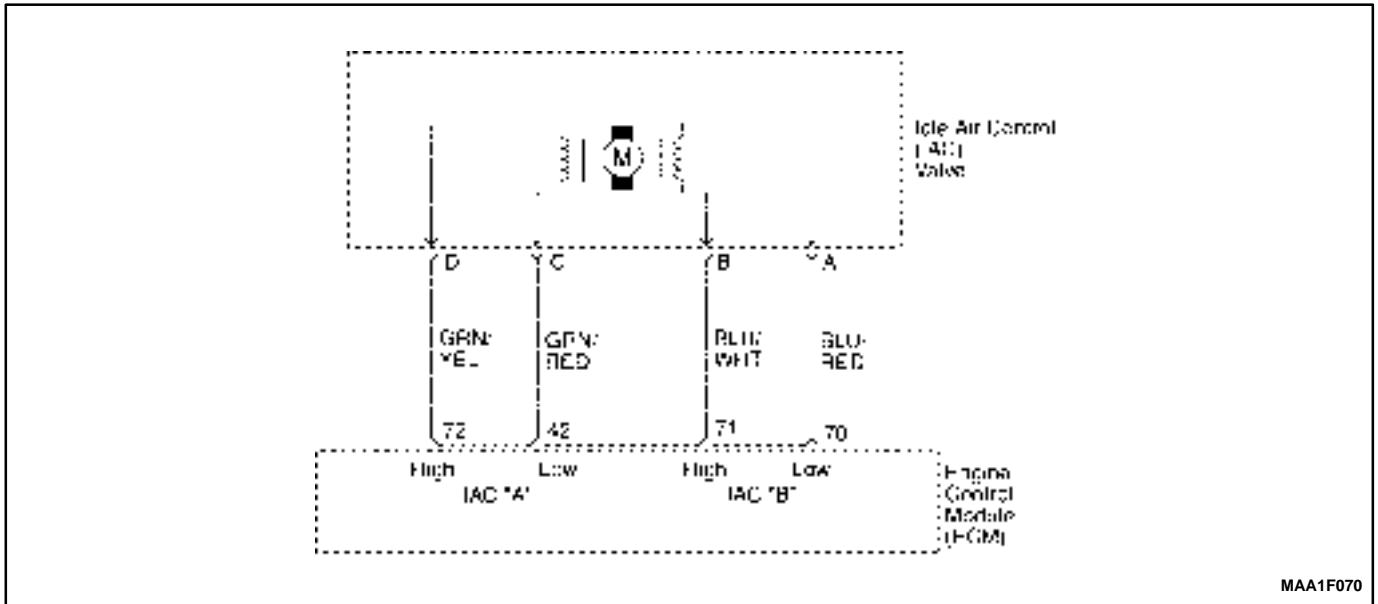 Idle Air Control
(IAC)
Valve
M
D C B A
GRN/
YEL
GRN/
RED
BLU/
WHT
BLU/
RED
72 42 71 70
High Low High Low
IAC "A" IAC "B"
Engine
Control
Module
(ECM)
MAA1F070